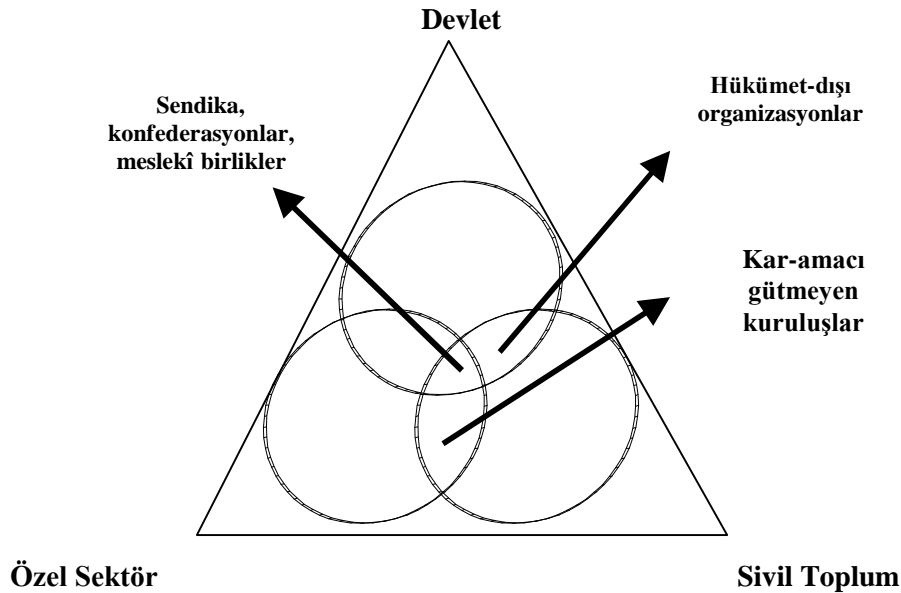 Devlet
Sendika,
konfederasyonlar,
meslekî birlikler
Hükümet-dışı
organizasyonlar
Kar-amacı
gütmeyen
kuruluşlar
Özel Sektör
Sivil Toplum